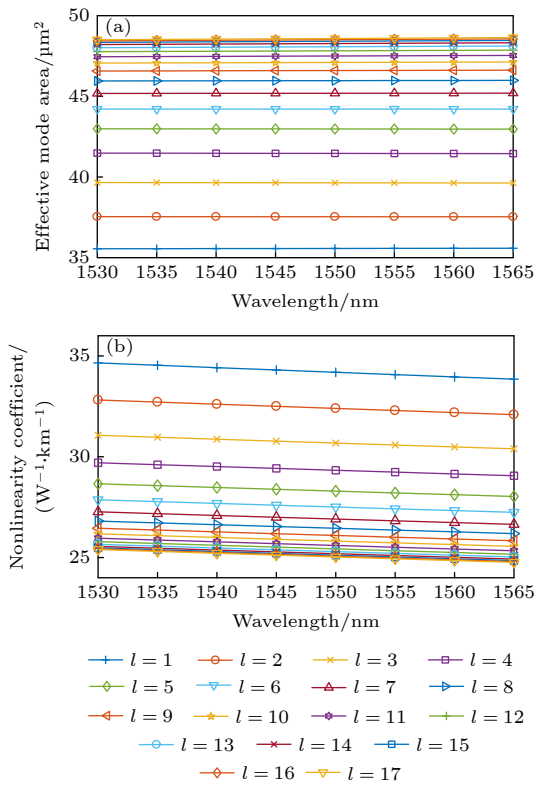 (a)
Effective mode area/μm²
50
45
40
35
1530 1535 1540 1545 1550 1555 1560 1565
Wavelength/nm
(b)
Nonlinearity coefficient/
(W⁻¹·km⁻¹)
35
30
25
1530 1535 1540 1545 1550 1555 1560 1565
Wavelength/nm
l = 1 l = 2 l = 3 l = 4
l = 5 l = 6 l = 7 l = 8
l = 9 l = 10 l = 11 l = 12
l = 13 l = 14 l = 15
l = 16 l = 17